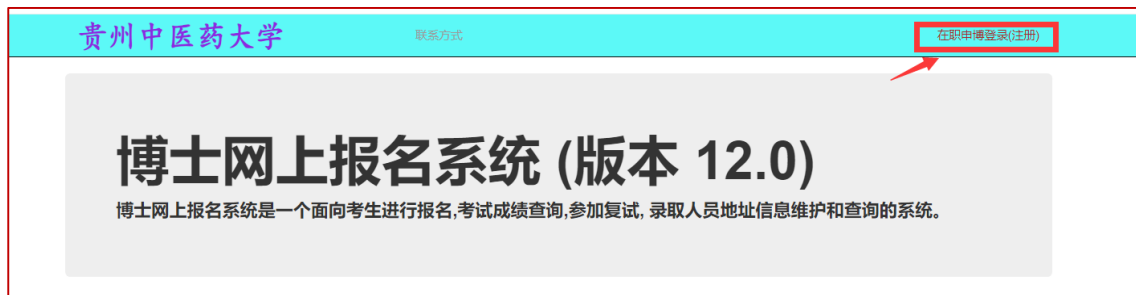 贵州中医药大学 联系方式 在职申博登录(注册)
博士网上报名系统 (版本 12.0)
博士网上报名系统是一个面向考生进行报名,考试成绩查询,参加复试, 录取人员地址信息维护和查询的系统。